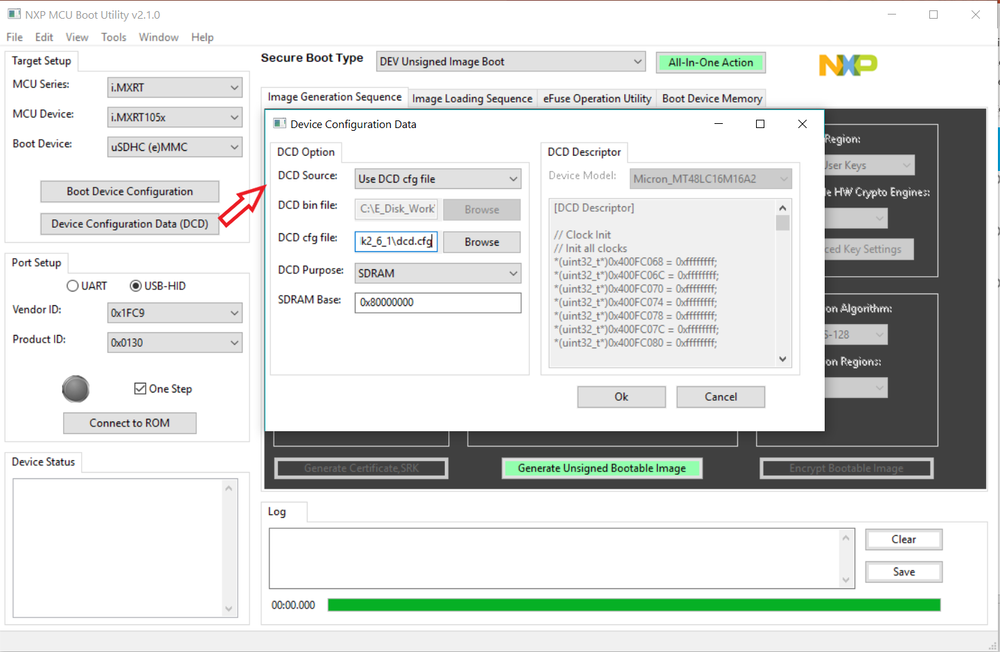 NXP MCU Boot Utility v2.1.0
File Edit View Tools Window Help
Target Setup
MCU Series: i.MXRT
MCU Device: i.MXRT105x
Boot Device: uSDHC (e)MMC
Boot Device Configuration
Device Configuration Data (DCD)
Port Setup
UART USB-HID
Vendor ID: 0x1FC9
Product ID: 0x0130
One Step
Connect to ROM
Device Status
Secure Boot Type DEV Unsigned Image Boot All-In-One Action
NXP
Image Generation Sequence Image Loading Sequence eFuse Operation Utility Boot Device Memory
Device Configuration Data
DCD Option
DCD Source: Use DCD cfg file
DCD bin file: C:\E_Disk_Work\ Browse
DCD cfg file: k2_6_1\dcd.cfg Browse
DCD Purpose: SDRAM
SDRAM Base: 0x80000000
DCD Descriptor
Device Model: Micron_MT48LC16M16A2
[DCD Descriptor]
// Clock Init
// Init all clocks
*(uint32_t*)0x400FC068 = 0xffffffff;
*(uint32_t*)0x400FC06C = 0xffffffff;
*(uint32_t*)0x400FC070 = 0xffffffff;
*(uint32_t*)0x400FC074 = 0xffffffff;
*(uint32_t*)0x400FC078 = 0xffffffff;
*(uint32_t*)0x400FC07C = 0xffffffff;
*(uint32_t*)0x400FC080 = 0xffffffff;
Ok Cancel
Region:
User Keys
le HW Crypto Engines:
ced Key Settings
on Algorithm:
S-128
on Regions:
Generate Certificate,SRK Generate Unsigned Bootable Image Encrypt Bootable Image
Log
Clear
Save
00:00.000